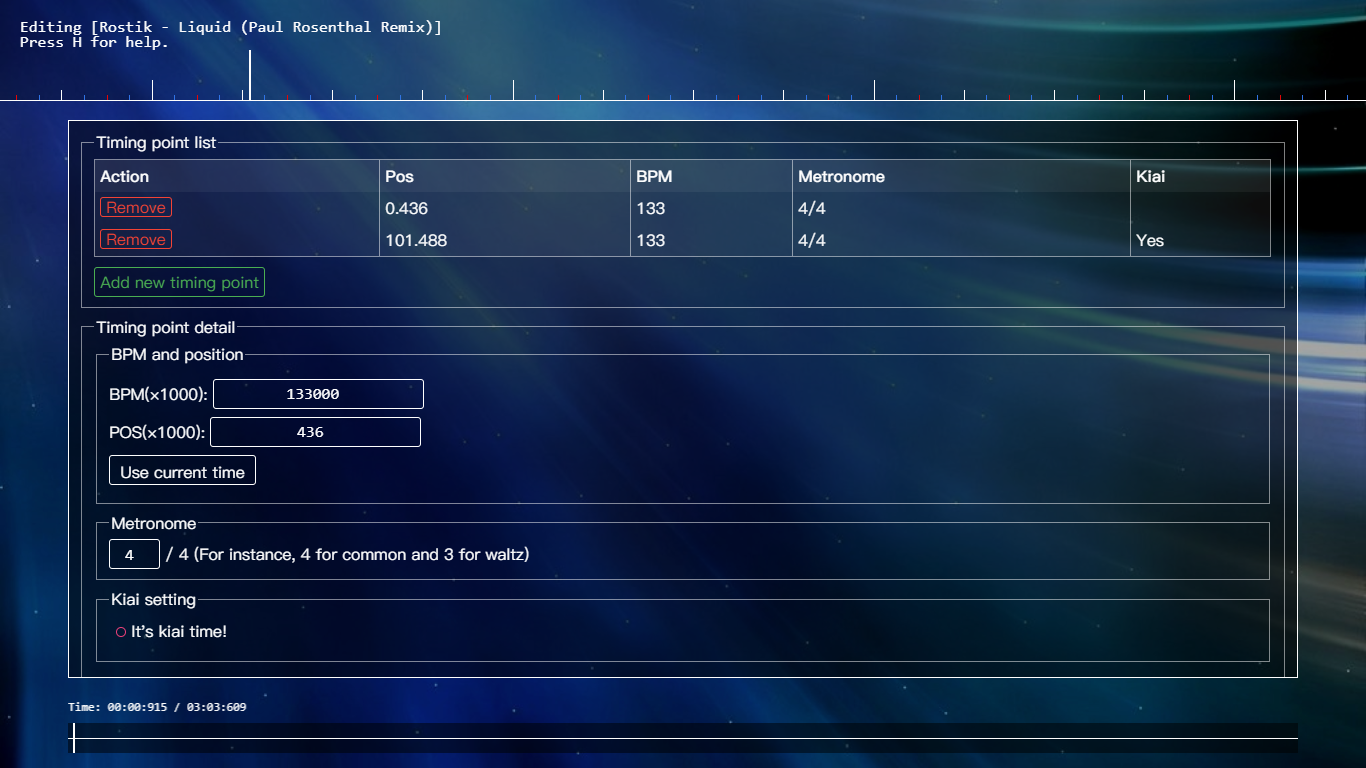 Editing [Rostik - Liquid (Paul Rosenthal Remix)]
Press H for help.
Timing point list
Action Pos BPM Metronome Kiai
Remove 0.436 133 4/4
Remove 101.488 133 4/4 Yes
Add new timing point
Timing point detail
BPM and position
BPM(×1000): 133000
POS(×1000): 436
Use current time
Metronome
4 / 4 (For instance, 4 for common and 3 for waltz)
Kiai setting
It's kiai time!
Time: 00:00:915 / 03:03:609